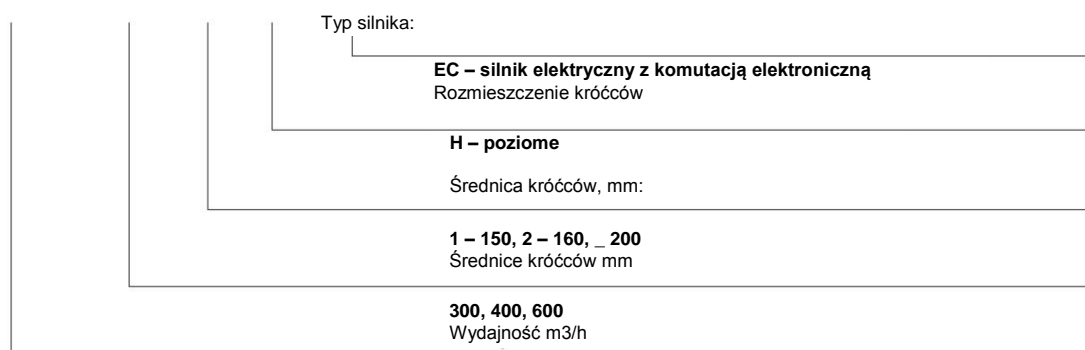 Typ silnika:
EC – silnik elektryczny z komutacją elektroniczną
Rozmieszczenie króćców
H – poziome
Średnica króćców, mm:
1 – 150, 2 – 160, _ 200
Średnice króćców mm
300, 400, 600
Wydajność m3/h